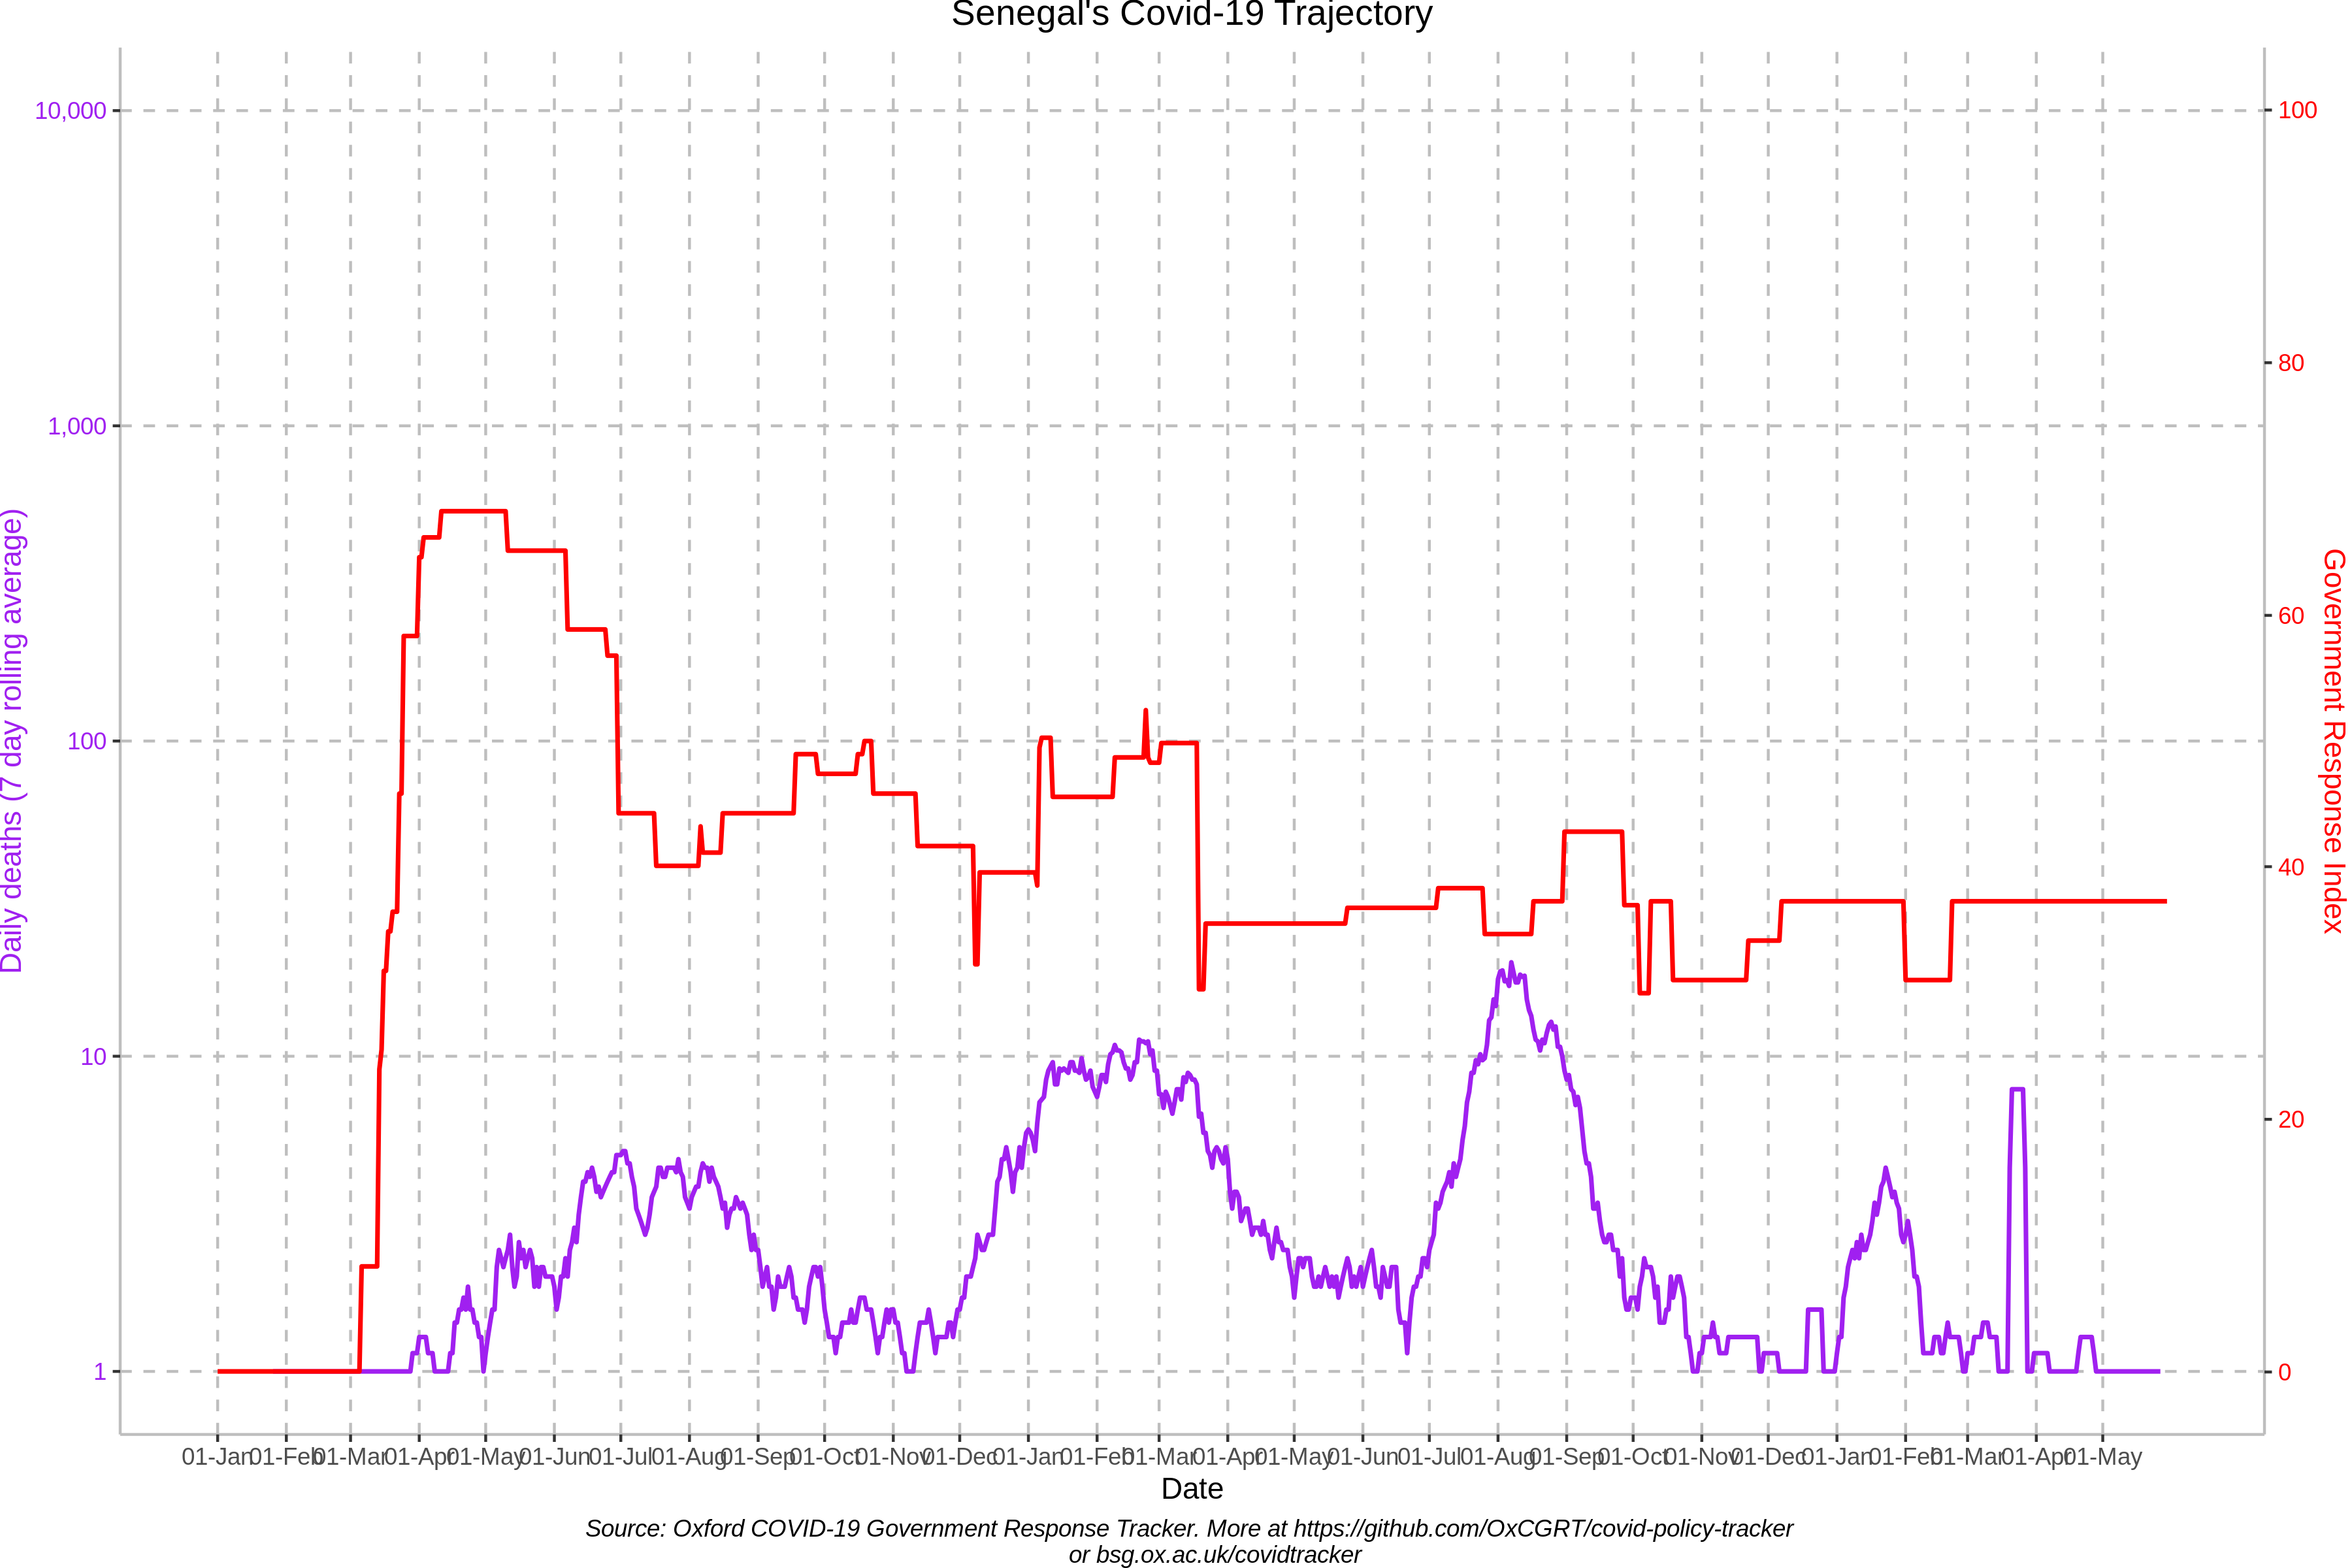 Senegal's Covid-19 Trajectory
10,000
1,000
100
10
1
Daily deaths (7 day rolling average)
100
80
60
40
20
0
Government Response Index
01-Jan 01-Feb 01-Mar 01-Apr 01-May 01-Jun 01-Jul 01-Aug 01-Sep 01-Oct 01-Nov 01-Dec 01-Jan 01-Feb 01-Mar 01-Apr 01-May 01-Jun 01-Jul 01-Aug 01-Sep 01-Oct 01-Nov 01-Dec 01-Jan 01-Feb 01-Mar 01-Apr 01-May
Date
Source: Oxford COVID-19 Government Response Tracker. More at https://github.com/OxCGRT/covid-policy-tracker
or bsg.ox.ac.uk/covidtracker